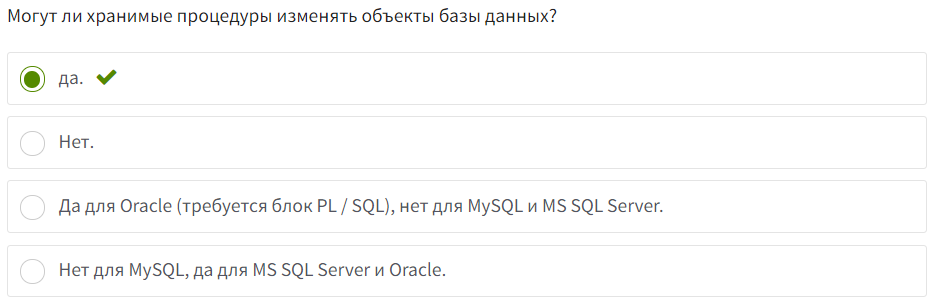 Могут ли хранимые процедуры изменять объекты базы данных?
да.
Нет.
Да для Oracle (требуется блок PL / SQL), нет для MySQL и MS SQL Server.
Нет для MySQL, да для MS SQL Server и Oracle.